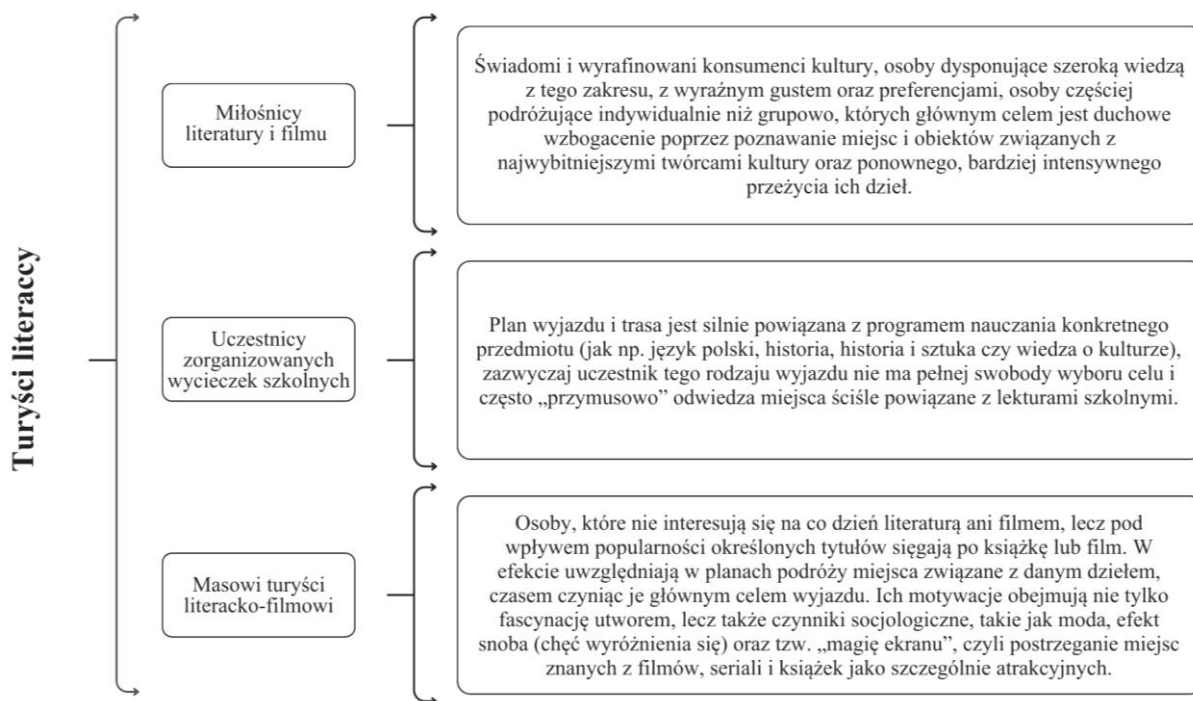 Turyści literaccy
Miłośnicy
literatury i filmu
Świadomi i wyrafinowani konsumenci kultury, osoby dysponujące szeroką wiedzą
z tego zakresu, z wyraźnym gustem oraz preferencjami, osoby częściej
podróżujące indywidualnie niż grupowo, których głównym celem jest duchowe
wzbogacenie poprzez poznawanie miejsc i obiektów związanych z
najwybitniejszymi twórcami kultury oraz ponownego, bardziej intensywnego
przeżycia ich dzieł.
Uczestnicy
zorganizowanych
wycieczek szkolnych
Plan wyjazdu i trasa jest silnie powiązana z programem nauczania konkretnego
przedmiotu (jak np. język polski, historia, historia i sztuka czy wiedza o kulturze),
zazwyczaj uczestnik tego rodzaju wyjazdu nie ma pełnej swobody wyboru celu i
często „przymusowo” odwiedza miejsca ściśle powiązane z lekturami szkolnymi.
Masowi turyści
literacko-filmowi
Osoby, które nie interesują się na co dzień literaturą ani filmem, lecz pod
wpływem popularności określonych tytułów sięgają po książkę lub film. W
efekcie uwzględniają w planach podróży miejsca związane z danym dziełem,
czasem czyniąc je głównym celem wyjazdu. Ich motywacje obejmują nie tylko
fascynację utworem, lecz także czynniki socjologiczne, takie jak moda, efekt
snoba (chęć wyróżnienia się) oraz tzw. „magię ekranu”, czyli postrzeganie miejsc
znanych z filmów, seriali i książek jako szczególnie atrakcyjnych.